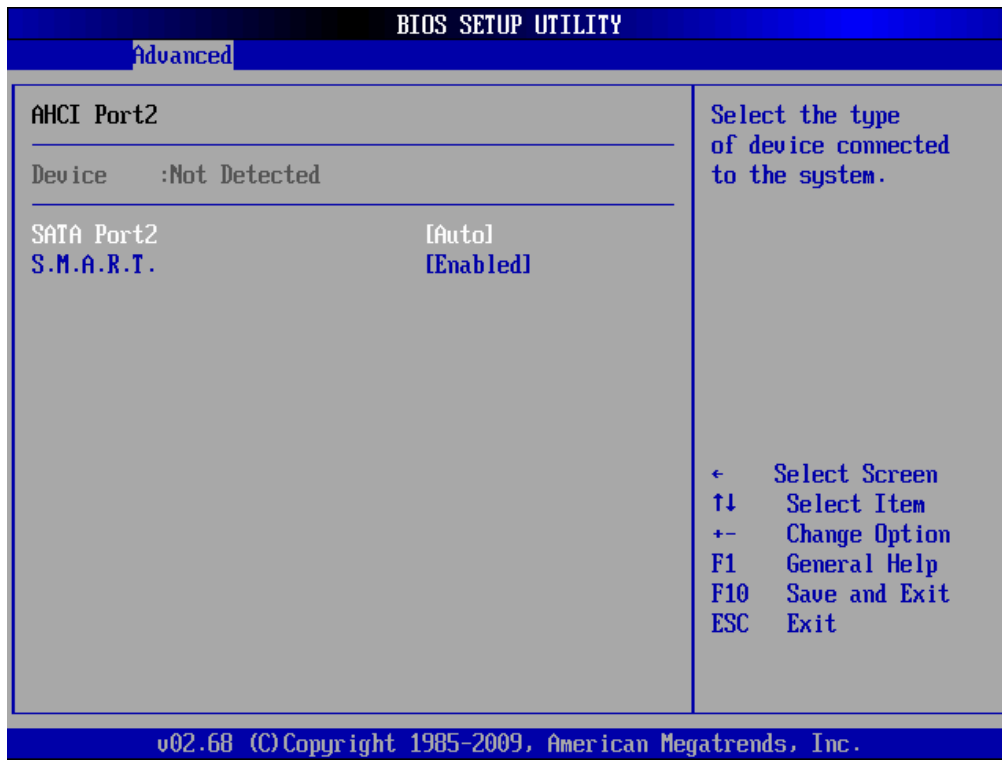 BIOS SETUP UTILITY
Advanced
AHCI Port2
Device :Not Detected
SATA Port2 [Auto]
S.M.A.R.T. [Enabled]
Select the type
of device connected
to the system.
← Select Screen
↑↓ Select Item
+- Change Option
F1 General Help
F10 Save and Exit
ESC Exit
v02.68 (C)Copyright 1985-2009, American Megatrends, Inc.